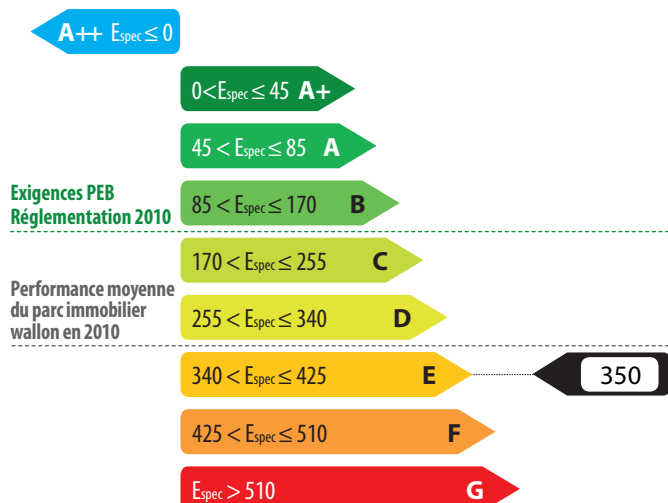 A++ Espec ≤ 0
0<Espec ≤ 45 A+
45 < Espec ≤ 85 A
Exigences PEB
Réglementation 2010
85 < Espec ≤ 170 B
170 < Espec ≤ 255 C
Performance moyenne
du parc immobilier
wallon en 2010
255 < Espec ≤ 340 D
340 < Espec ≤ 425 E
350
425 < Espec ≤ 510 F
Espec > 510 G